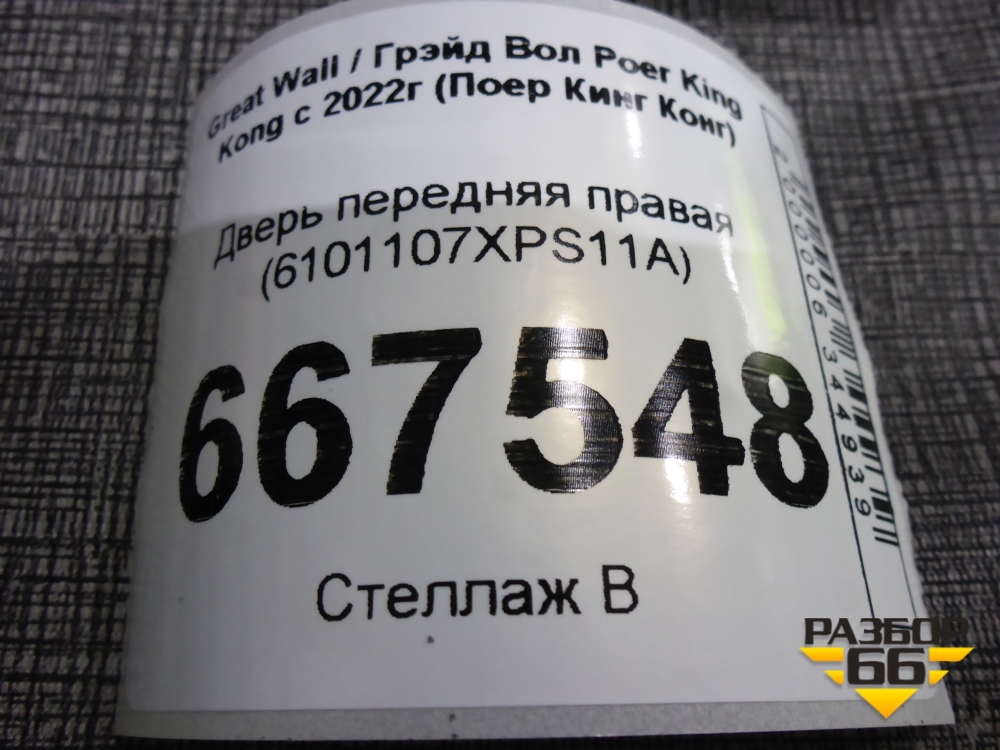 Great Wall / Грэйд Вол Poer King
Kong с 2022г (Поер Кинг Конг)
Дверь передняя правая
(6101107XPS11A)
667548
Стеллаж В
РАЗБОР
66